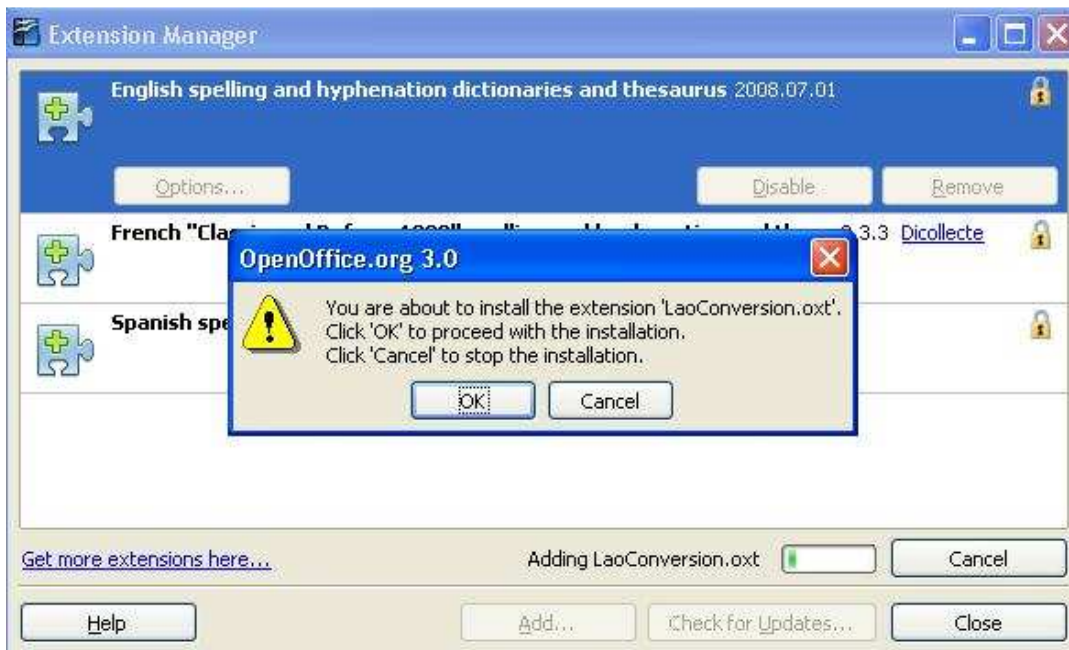 Extension Manager
English spelling and hyphenation dictionaries and thesaurus 2008.07.01
Options...
Disable
Remove
French "Cla
3.3 Dicollecte
OpenOffice.org 3.0
You are about to install the extension 'LaoConversion.oxt'.
Click 'OK' to proceed with the installation.
Click 'Cancel' to stop the installation.
Spanish spe
OK
Cancel
Get more extensions here...
Adding LaoConversion.oxt
Cancel
Help
Add...
Check for Updates...
Close